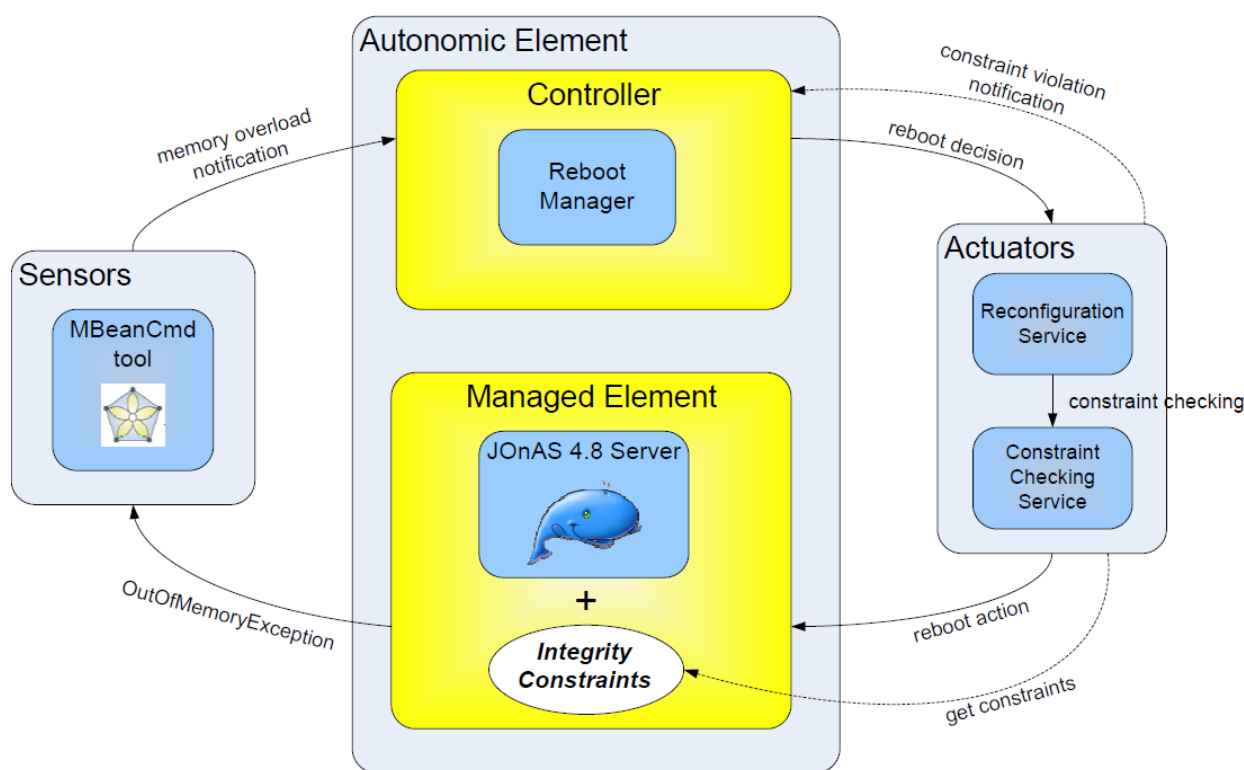 Autonomic Element
Controller
Reboot
Manager
memory overload
notification
constraint violation
notification
reboot decision
Sensors
MBeanCmd
tool
Actuators
Reconfiguration
Service
constraint checking
Constraint
Checking
Service
Managed Element
JOnAS 4.8 Server
+
Integrity
Constraints
OutOfMemoryException
reboot action
get constraints